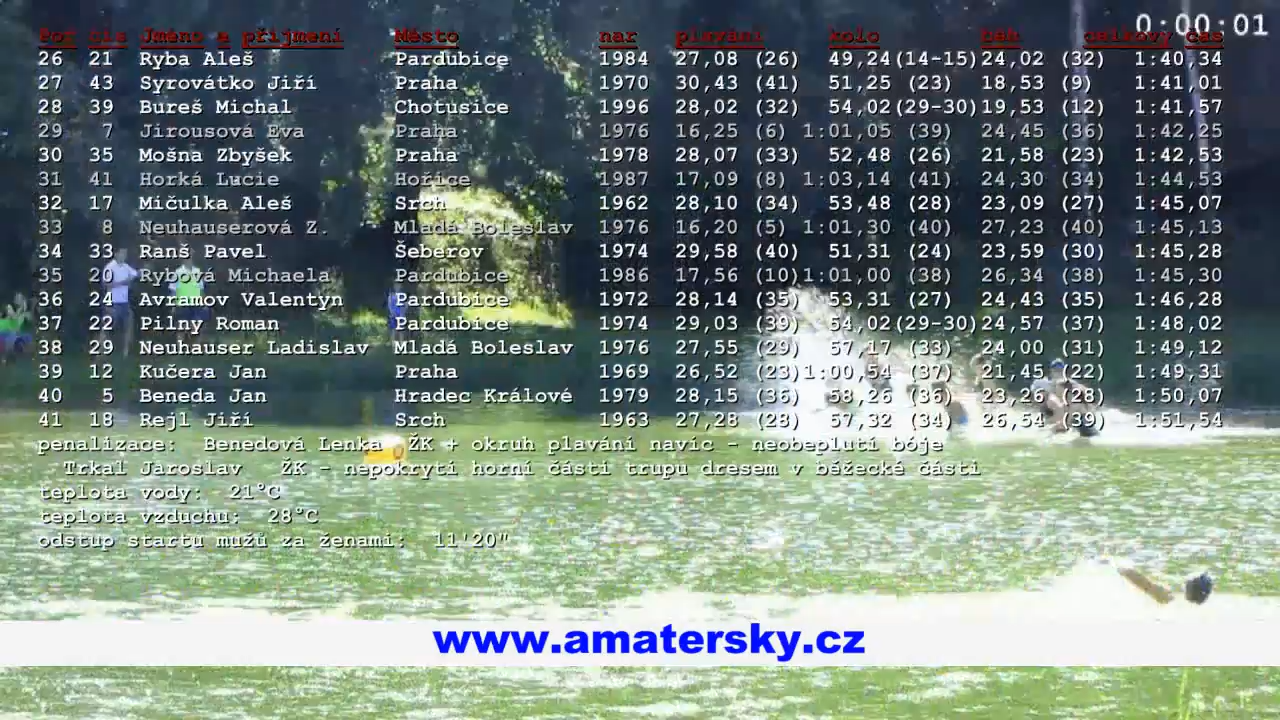 0:00:01
Poř čís Jméno a příjmení Město nar plavání kolo běh celkový čas
26 21 Ryba Aleš Pardubice 1984 27,08 (26) 49,24(14-15)24,02 (32) 1:40,34
27 43 Syrovátko Jiří Praha 1970 30,43 (41) 51,25 (23) 18,53 (9) 1:41,01
28 39 Bureš Michal Chotusice 1996 28,02 (32) 54,02(29-30)19,53 (12) 1:41,57
29 7 Jirousová Eva Praha 1976 16,25 (6) 1:01,05 (39) 24,45 (36) 1:42,25
30 35 Mošna Zbyšek Praha 1978 28,07 (33) 52,48 (26) 21,58 (23) 1:42,53
31 41 Horká Lucie Hořice 1987 17,09 (8) 1:03,14 (41) 24,30 (34) 1:44,53
32 17 Mičulka Aleš Srch 1962 28,10 (34) 53,48 (28) 23,09 (27) 1:45,07
33 8 Neuhauserová Z. Mladá Boleslav 1976 16,20 (5) 1:01,30 (40) 27,23 (40) 1:45,13
34 33 Ranš Pavel Šeberov 1974 29,58 (40) 51,31 (24) 23,59 (30) 1:45,28
35 20 Rybová Michaela Pardubice 1986 17,56 (10)1:01,00 (38) 26,34 (38) 1:45,30
36 24 Avramov Valentyn Pardubice 1972 28,14 (35) 53,31 (27) 24,43 (35) 1:46,28
37 22 Pilny Roman Pardubice 1974 29,03 (39) 54,02(29-30)24,57 (37) 1:48,02
38 29 Neuhauser Ladislav Mladá Boleslav 1976 27,55 (29) 57,17 (33) 24,00 (31) 1:49,12
39 12 Kučera Jan Praha 1969 26,52 (23)1:00,54 (37) 21,45 (22) 1:49,31
40 5 Beneda Jan Hradec Králové 1979 28,15 (36) 58,26 (36) 23,26 (28) 1:50,07
41 18 Rejl Jiří Srch 1963 27,28 (28) 57,32 (34) 26,54 (39) 1:51,54
penalizace: Benedová Lenka ŽK + okruh plavání navíc - neobeplutí bóje
Trkal Jaroslav ŽK - nepokrytí horní části trupu dresem v běžecké části
teplota vody: 21°C
teplota vzduchu: 28°C
odstup startu mužů za ženami: 11'20"
www.amatersky.cz